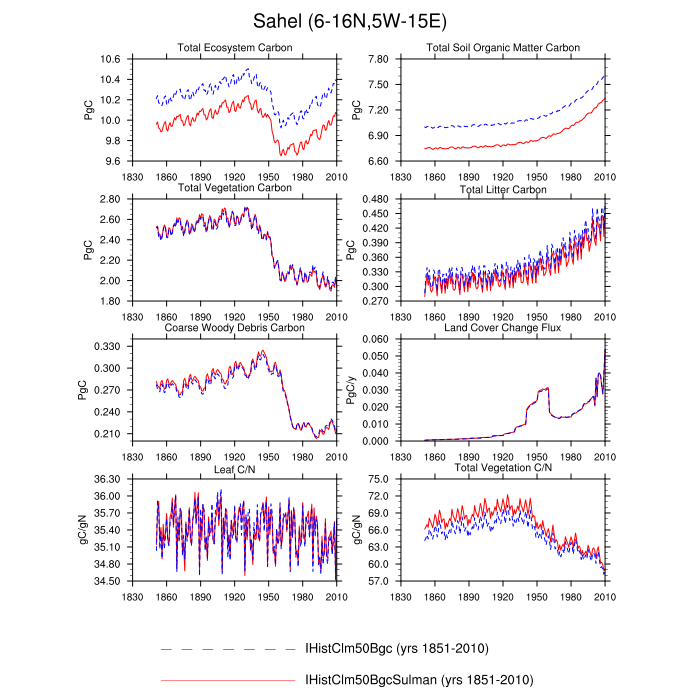 Sahel (6-16N,5W-15E)
Total Ecosystem Carbon
PgC
10.6
10.4
10.2
10.0
9.8
9.6
1830 1860 1890 1920 1950 1980 2010
Total Soil Organic Matter Carbon
PgC
7.80
7.50
7.20
6.90
6.60
1830 1860 1890 1920 1950 1980 2010
Total Vegetation Carbon
PgC
2.80
2.60
2.40
2.20
2.00
1.80
1830 1860 1890 1920 1950 1980 2010
Total Litter Carbon
PgC
0.480
0.450
0.420
0.390
0.360
0.330
0.300
0.270
1830 1860 1890 1920 1950 1980 2010
Coarse Woody Debris Carbon
PgC
0.330
0.300
0.270
0.240
0.210
1830 1860 1890 1920 1950 1980 2010
Land Cover Change Flux
PgC/y
0.060
0.050
0.040
0.030
0.020
0.010
0.000
1830 1860 1890 1920 1950 1980 2010
Leaf C/N
gC/gN
36.30
36.00
35.70
35.40
35.10
34.80
34.50
1830 1860 1890 1920 1950 1980 2010
Total Vegetation C/N
gC/gN
75.0
72.0
69.0
66.0
63.0
60.0
57.0
1830 1860 1890 1920 1950 1980 2010
IHistClm50Bgc (yrs 1851-2010)
IHistClm50BgcSulman (yrs 1851-2010)